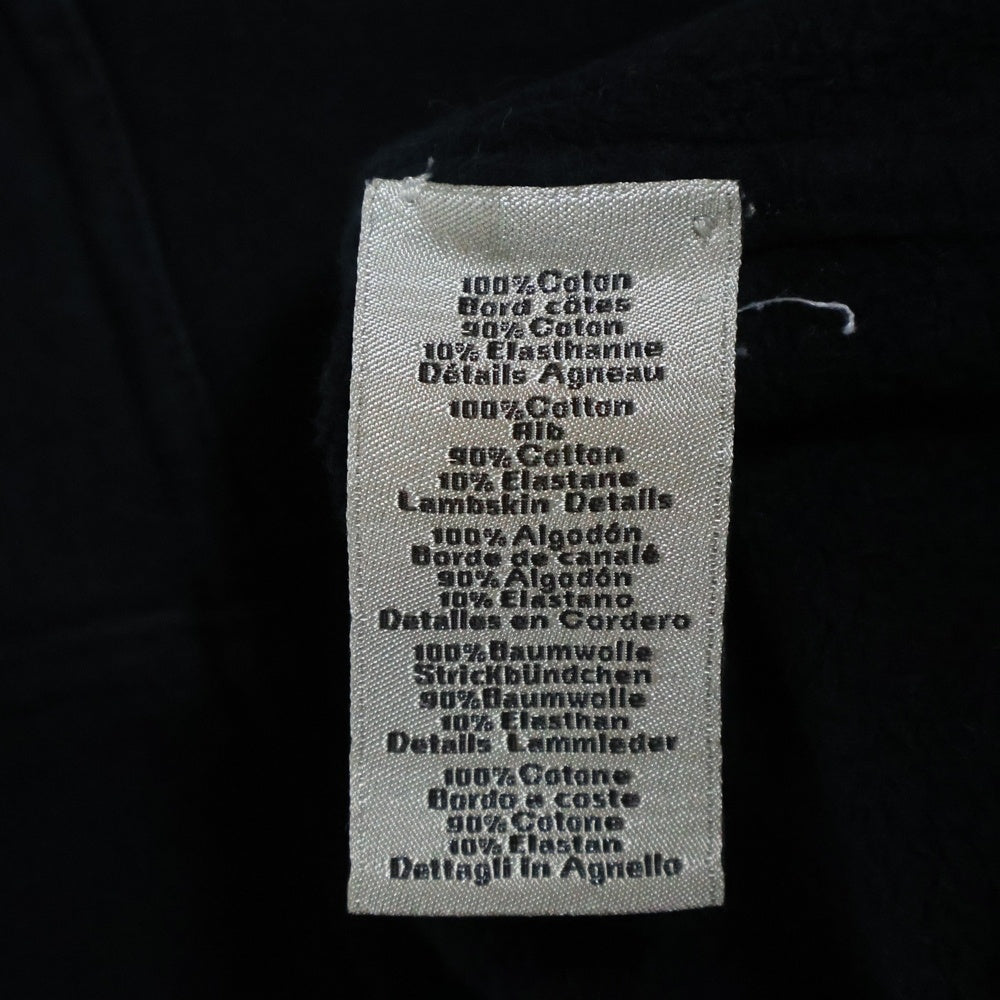 100% Coton
Bord côtes
90% Coton
10% Elasthanne
Détails Agneau
100% Cotton
Rib
90% Cotton
10% Elastane
Lambskin Details
100% Algodón
Borde de canalé
90% Algodón
10% Elastano
Detalles en Cordero
100% Baumwolle
Strickbündchen
90% Baumwolle
10% Elasthan
Details Lammleder
100% Cotone
Bordo a coste
90% Cotone
10% Elastan
Dettagli in Agnello